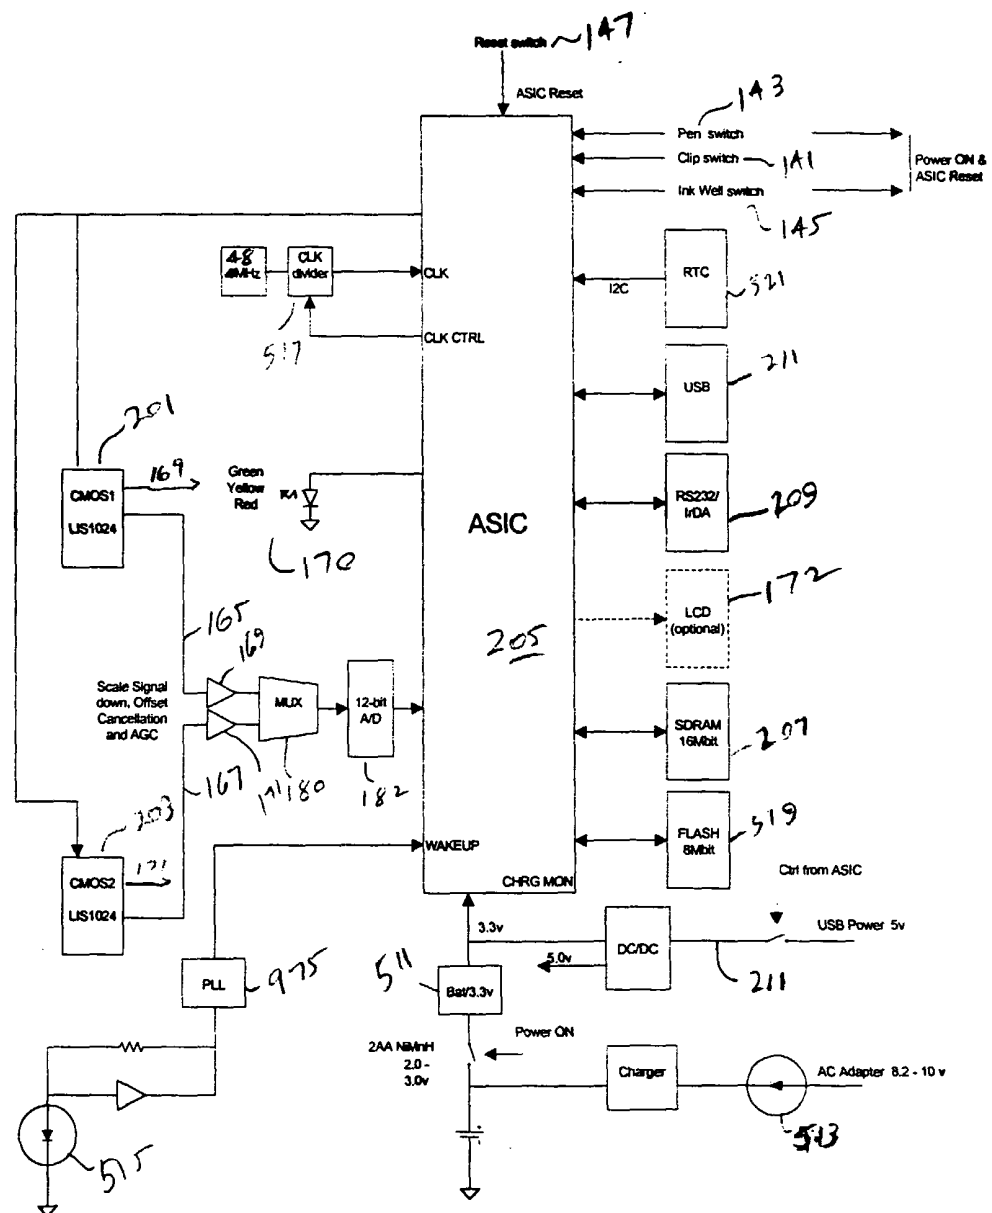 Reset switch 147
ASIC Reset
143
Pen switch
Clip switch 141
Power ON &
ASIC Reset
Ink Well switch
145
48
MHz
CLK
divider
CLK
517
CLK CTRL
RTC
I2C
521
USB
211
201
CMOS1
LIS1024
169
Green
Yellow
Red
170
ASIC
205
RS232/
IrDA
209
LCD
(optional)
172
165
169
Scale Signal
down, Offset
Cancellation
and AGC
MUX
12-bit
A/D
167
171
180
182
SDRAM
16Mbit
207
203
CMOS2
LIS1024
171
WAKEUP
CHRG MON
FLASH
8Mbit
519
Ctrl from ASIC
USB Power 5v
3.3v
5.0v
DC/DC
211
PLL
975
511
Bat/3.3v
2AA NiMnH
2.0 -
3.0v
Power ON
Charger
AC Adapter 8.2 - 10 v
513
515